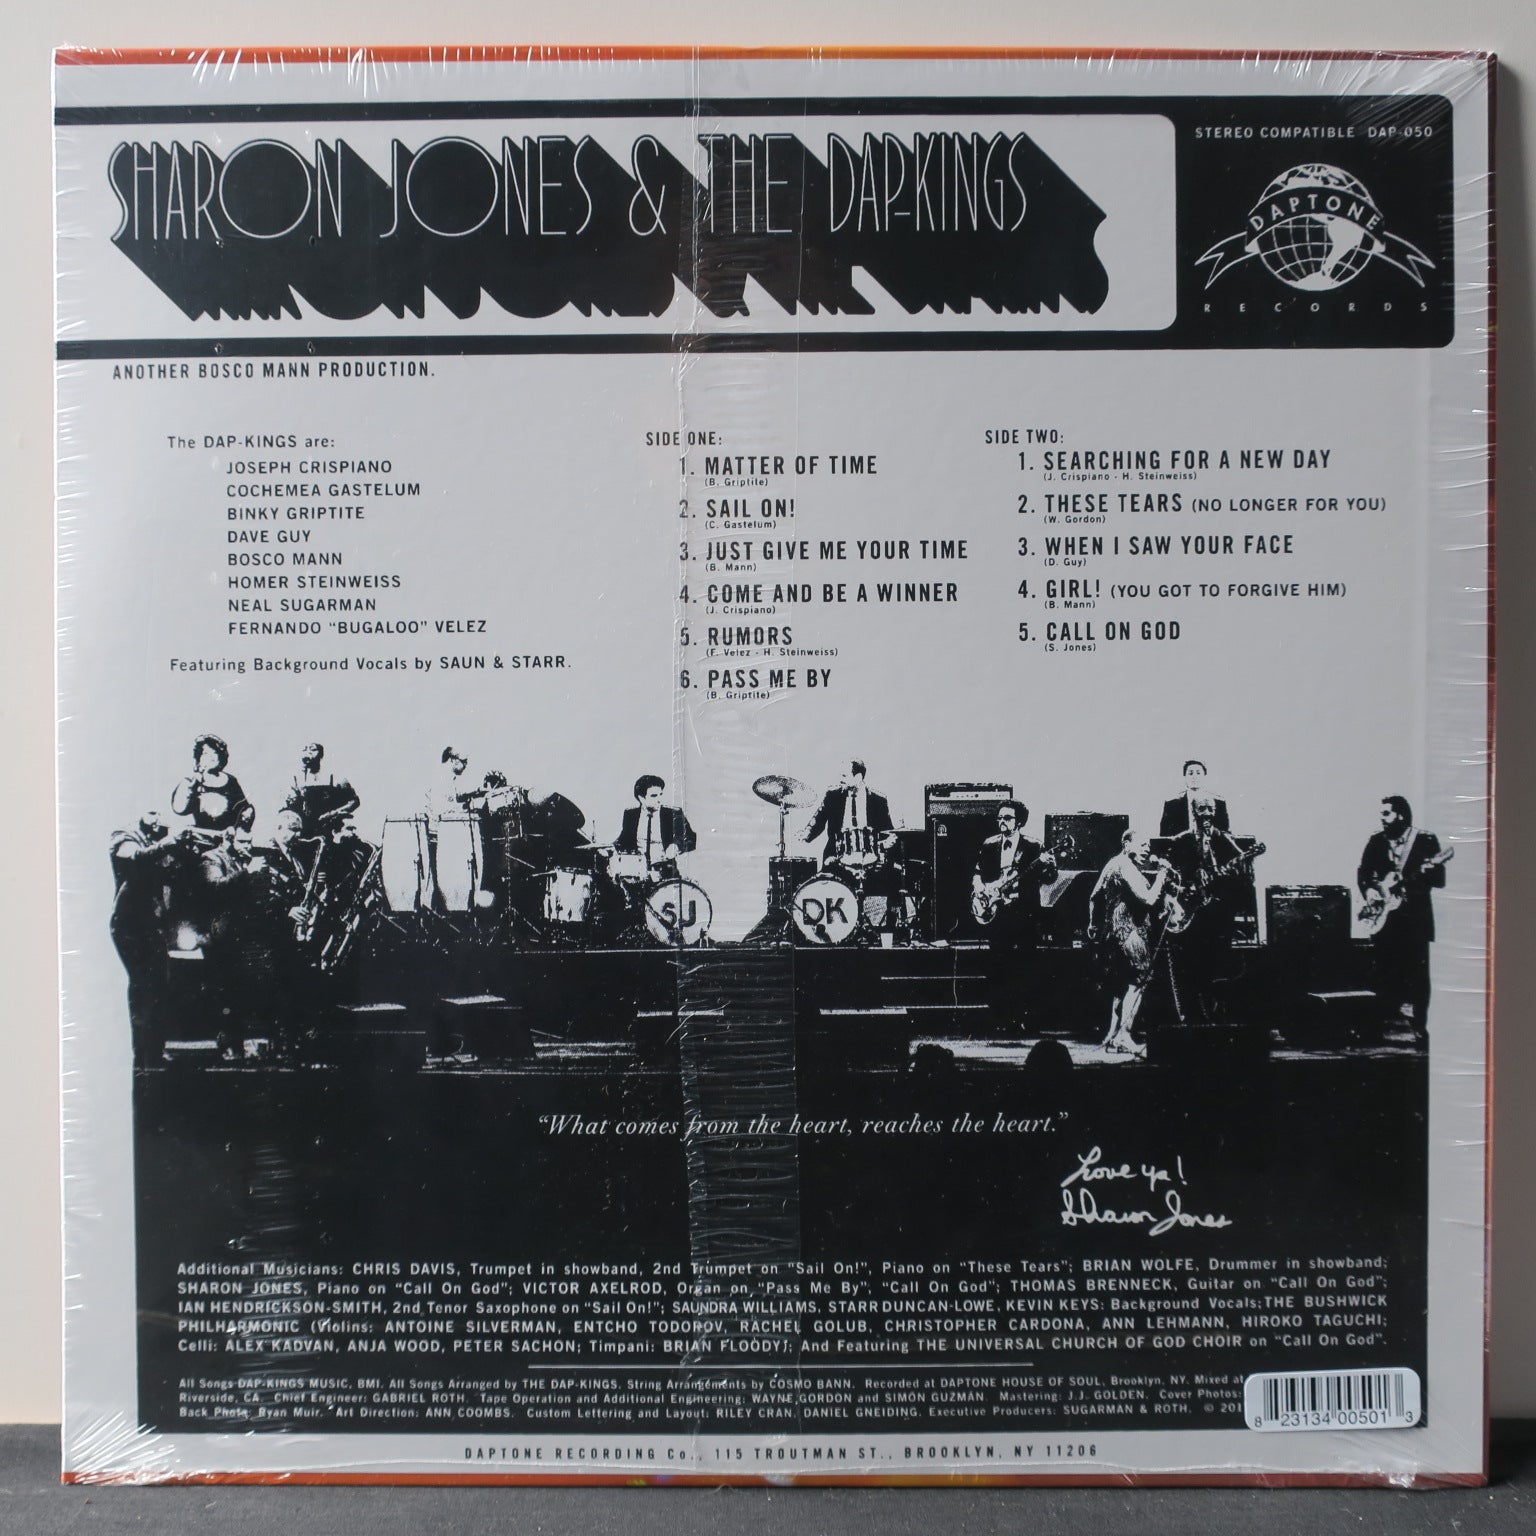 SHARON JONES & THE DAP-KINGS
STEREO COMPATIBLE DAP-050
DAPTONE
RECORDS
ANOTHER BOSCO MANN PRODUCTION.
The DAP-KINGS are:
JOSEPH CRISPIANO
COCHEMEA GASTELUM
BINKY GRIPTITE
DAVE GUY
BOSCO MANN
HOMER STEINWEISS
NEAL SUGARMAN
FERNANDO "BUGALOO" VELEZ
Featuring Background Vocals by SAUN & STARR.
SIDE ONE:
1. MATTER OF TIME
(B. Griptite)
2. SAIL ON!
(C. Gastelum)
3. JUST GIVE ME YOUR TIME
(B. Mann)
4. COME AND BE A WINNER
(J. Crispiano)
5. RUMORS
(F. Velez - H. Steinweiss)
6. PASS ME BY
(B. Griptite)
SIDE TWO:
1. SEARCHING FOR A NEW DAY
(J. Crispiano - H. Steinweiss)
2. THESE TEARS (NO LONGER FOR YOU)
(W. Gordon)
3. WHEN I SAW YOUR FACE
(D. Guy)
4. GIRL! (YOU GOT TO FORGIVE HIM)
(B. Mann)
5. CALL ON GOD
(S. Jones)
SJ
DK
"What comes from the heart, reaches the heart."
Love ya!
Sharon Jones
Additional Musicians: CHRIS DAVIS, Trumpet in showband, 2nd Trumpet on "Sail On!", Piano on "These Tears"; BRIAN WOLFE, Drummer in showband;
SHARON JONES, Piano on "Call On God"; VICTOR AXELROD, Organ on "Pass Me By", "Call On God"; THOMAS BRENNECK, Guitar on "Call On God";
IAN HENDRICKSON-SMITH, 2nd Tenor Saxophone on "Sail On!"; SAUNDRA WILLIAMS, STARR DUNCAN-LOWE, KEVIN KEYS: Background Vocals; THE BUSHWICK
PHILHARMONIC (Violins: ANTOINE SILVERMAN, ENTCHO TODOROV, RACHEL GOLUB, CHRISTOPHER CARDONA, ANN LEHMANN, HIROKO TAGUCHI;
Celli: ALEX KADVAN, ANJA WOOD, PETER SACHON; Timpani: BRIAN FLOODY); And Featuring THE UNIVERSAL CHURCH OF GOD CHOIR on "Call On God".
All Songs DAP-KINGS MUSIC, BMI. All Songs Arranged by THE DAP-KINGS. String Arrangements by COSMO BANN. Recorded at DAPTONE HOUSE OF SOUL, Brooklyn, NY. Mixed at
Riverside, CA. Chief Engineer: GABRIEL ROTH. Tape Operation and Additional Engineering: WAYNE GORDON and SIMÓN GUZMÁN. Mastering: J.J. GOLDEN. Cover Photos:
Back Photo: Ryan Muir. Art Direction: ANN COOMBS. Custom Lettering and Layout: RILEY CRAN, DANIEL GNEIDING. Executive Producers: SUGARMAN & ROTH. © 201
8 23134 00501 3
DAPTONE RECORDING Co., 115 TROUTMAN ST., BROOKLYN, NY 11206